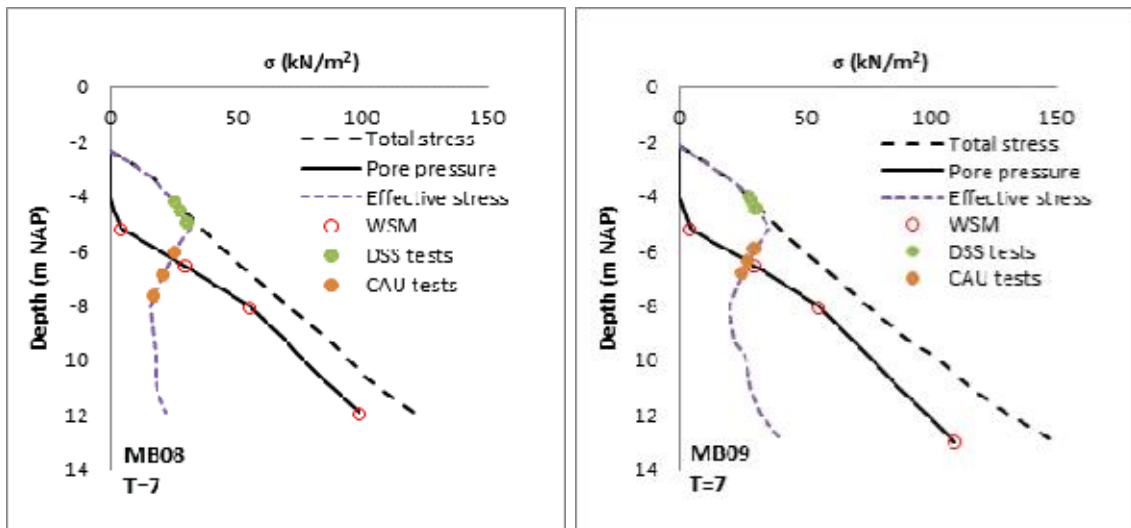 σ (kN/m²)
0
0
50
100
150
-2
-4
-6
-8
10
12
14
Depth (m NAP)
Total stress
Pore pressure
Effective stress
WSM
DSS tests
CAU tests
MB08
T=7
σ (kN/m²)
0
0
50
100
150
-2
-4
-6
-8
10
12
14
Depth (m NAP)
Total stress
Pore pressure
Effective stress
WSM
DSS tests
CAU tests
MB09
T=7